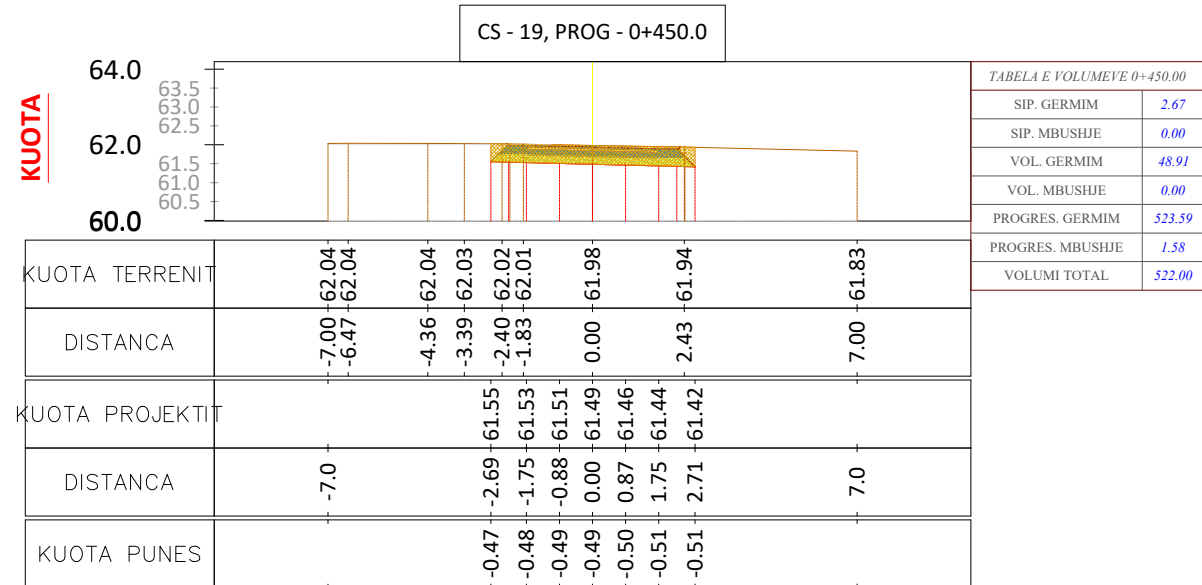 CS - 19, PROG - 0+450.0
KUOTA
64.0
63.5
63.0
62.5
62.0
61.5
61.0
60.5
60.0
TABELA E VOLUMEVE 0+450.00
SIP. GERMIM 2.67
SIP. MBUSHJE 0.00
VOL. GERMIM 48.91
VOL. MBUSHJE 0.00
PROGRES. GERMIM 523.59
PROGRES. MBUSHJE 1.58
VOLUMI TOTAL 522.00
KUOTA TERRENIT 62.04 62.04 62.04 62.03 62.02 62.01 61.98 61.94 61.83
DISTANCA -7.00 -6.47 -4.36 -3.39 -2.40 -1.83 0.00 2.43 7.00
KUOTA PROJEKTIT 61.55 61.53 61.51 61.49 61.46 61.44 61.42
DISTANCA -7.0 -2.69 -1.75 -0.88 0.00 0.87 1.75 2.71 7.0
KUOTA PUNES -0.47 -0.48 -0.49 -0.49 -0.50 -0.51 -0.51